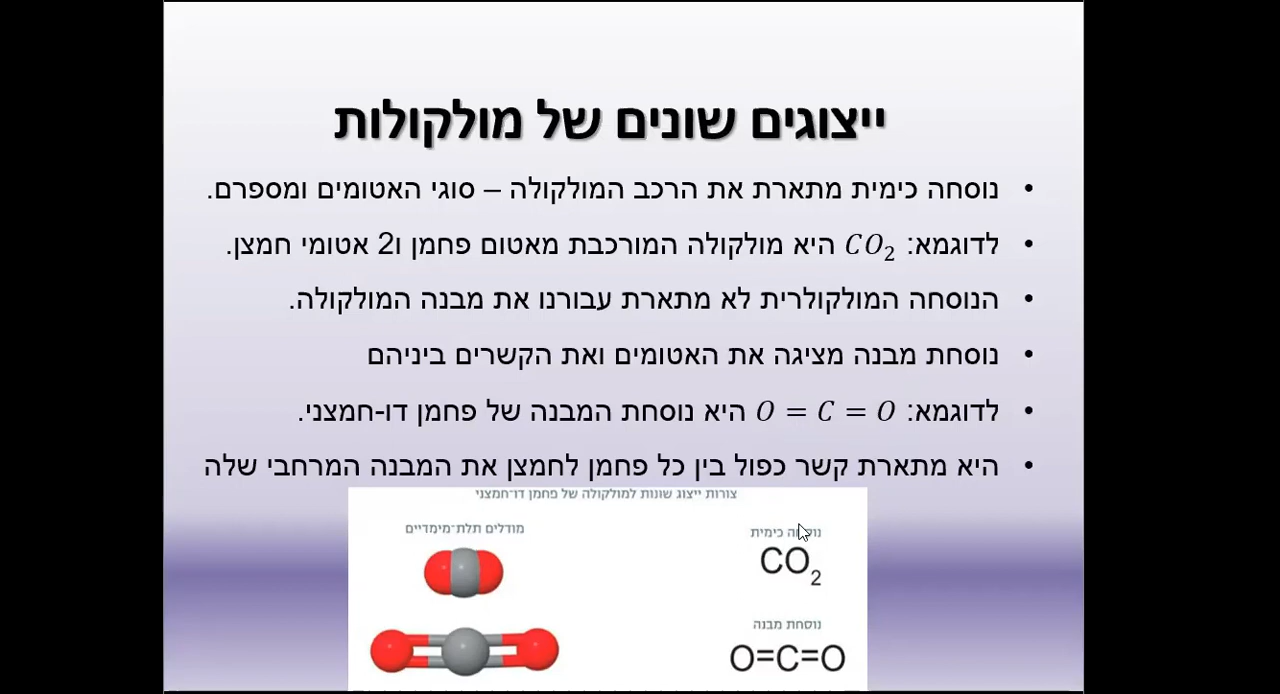 ייצוגים שונים של מולקולות
• נוסחה כימית מתארת את הרכב המולקולה – סוגי האטומים ומספרם.
• לדוגמא: CO₂ היא מולקולה המורכבת מאטום פחמן ו2 אטומי חמצן.
• הנוסחה המולקולרית לא מתארת עבורנו את מבנה המולקולה.
• נוסחת מבנה מציגה את האטומים ואת הקשרים ביניהם
• לדוגמא: O = C = O היא נוסחת המבנה של פחמן דו-חמצני.
• היא מתארת קשר כפול בין כל פחמן לחמצן את המבנה המרחבי שלה
צורות ייצוג שונות למולקולה של פחמן דו־חמצני
נוסחה כימית
CO₂
נוסחת מבנה
O=C=O
מודלים תלת־מימדיים